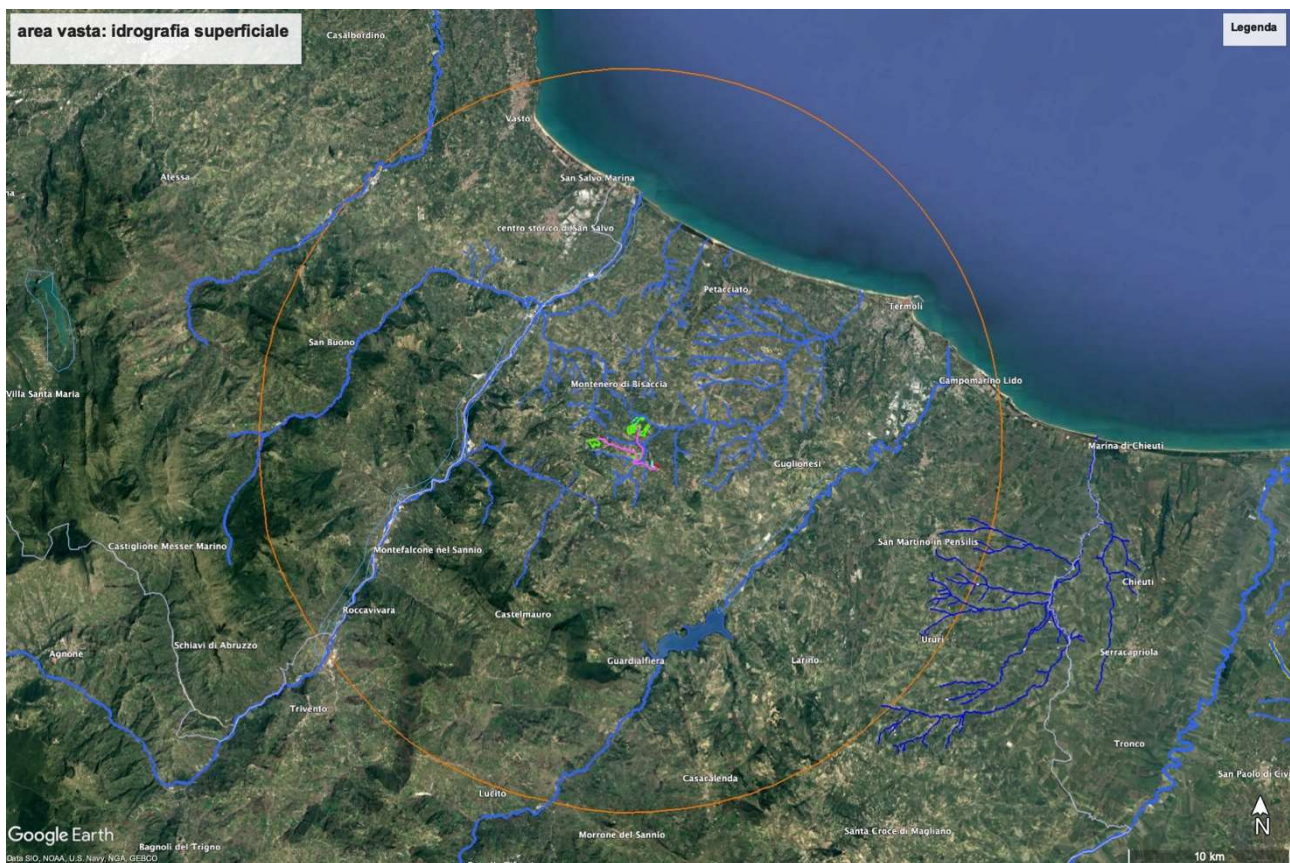 area vasta: idrografia superficiale
Legenda
Casalbordino
Vasto
Atessa
San Salvo Marina
na
centro storico di San Salvo
Petacciato
Termoli
San Buono
Montenero di Bisaccia
Campomarino Lido
Villa Santa Maria
Marina di Chieuti
Guglionesi
San Martino in Pensilis
Castiglione Messer Marino
Montefalcone nel Sannio
Chieuti
Roccavivara
Castelmauro
Schiavi di Abruzzo
Ururi
Agnone
Guardialfiera
Larino
Serracapriola
Trivento
Tronco
San Paolo di Civi
Casacalenda
Lucito
Google Earth
Morrone del Sannio
Santa Croce di Magliano
N
Bagnoli del Trigno
Data SIO, NOAA, U.S. Navy, NGA, GEBCO
10 km